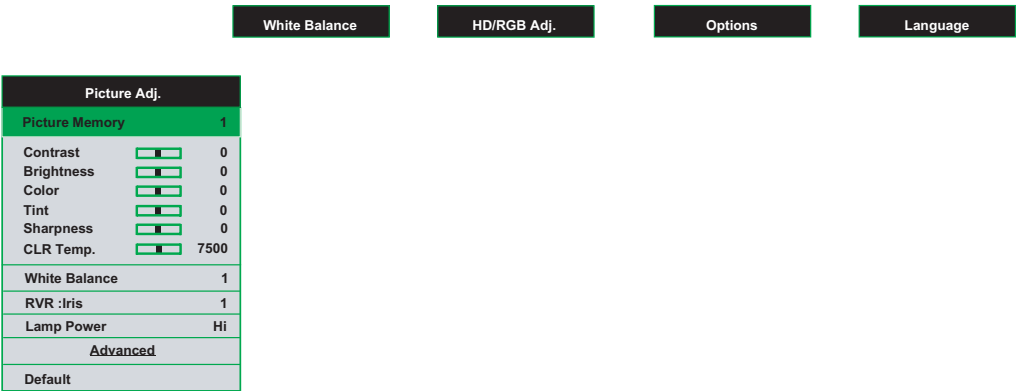 White Balance HD/RGB Adj. Options Language
Picture Adj.
Picture Memory 1
Contrast 0
Brightness 0
Color 0
Tint 0
Sharpness 0
CLR Temp. 7500
White Balance 1
RVR :Iris 1
Lamp Power Hi
Advanced
Default